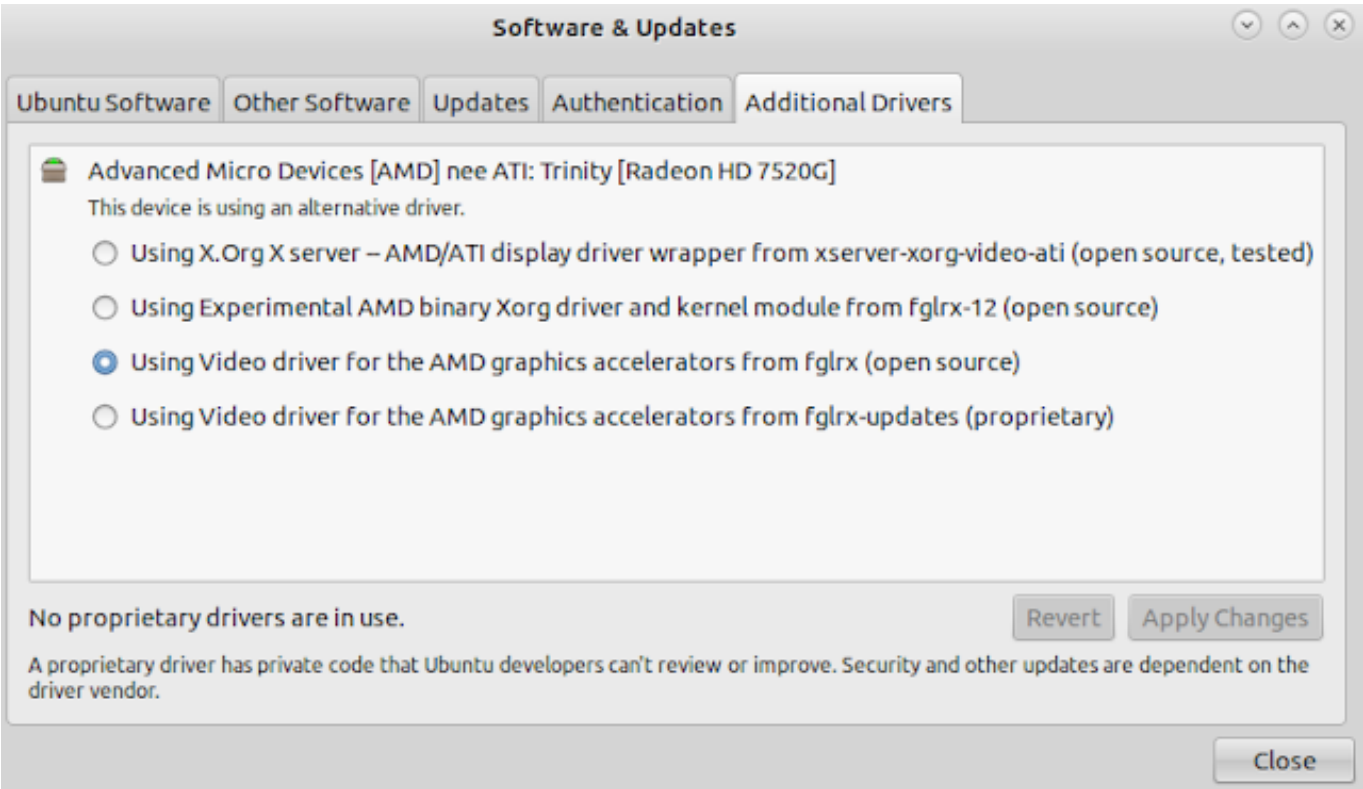 Software & Updates
Ubuntu Software
Other Software
Updates
Authentication
Additional Drivers
Advanced Micro Devices [AMD] nee ATI: Trinity [Radeon HD 7520G]
This device is using an alternative driver.
Using X.Org X server – AMD/ATI display driver wrapper from xserver-xorg-video-ati (open source, tested)
Using Experimental AMD binary Xorg driver and kernel module from fglrx-12 (open source)
Using Video driver for the AMD graphics accelerators from fglrx (open source)
Using Video driver for the AMD graphics accelerators from fglrx-updates (proprietary)
No proprietary drivers are in use.
Revert
Apply Changes
A proprietary driver has private code that Ubuntu developers can't review or improve. Security and other updates are dependent on the
driver vendor.
Close